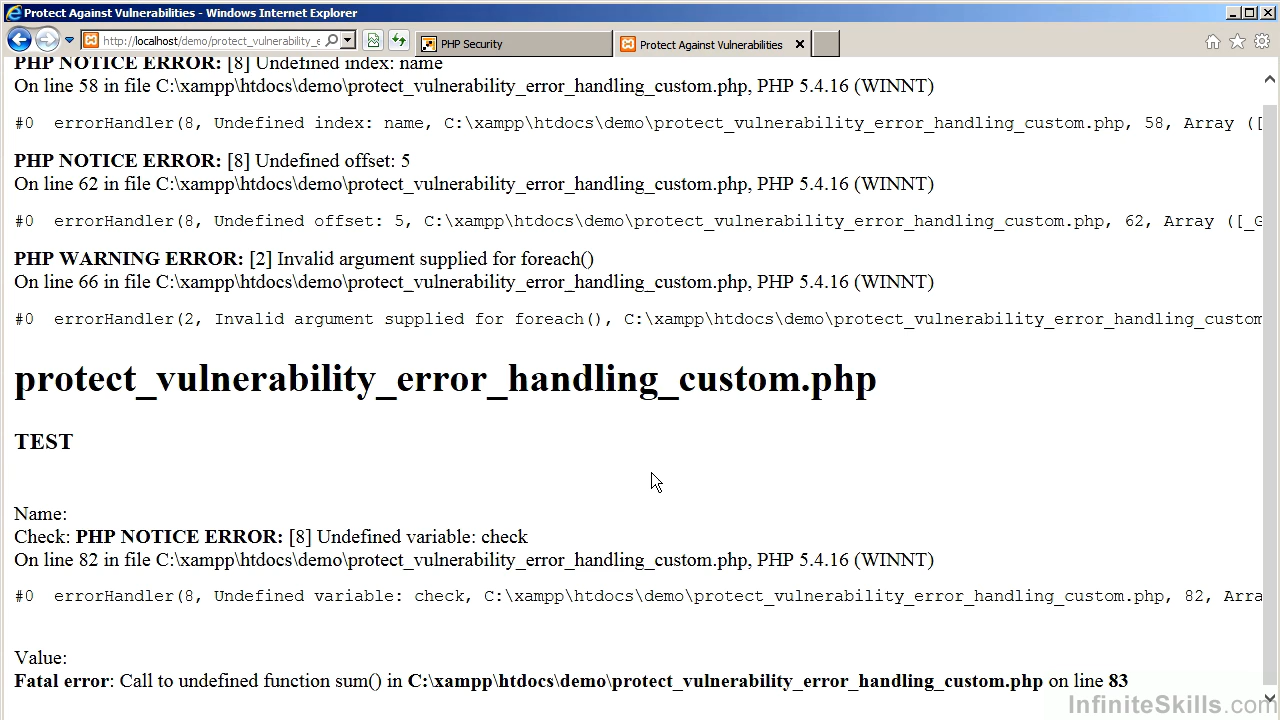 Protect Against Vulnerabilities - Windows Internet Explorer
http://localhost/demo/protect_vulnerability_e
PHP Security
Protect Against Vulnerabilities
PHP NOTICE ERROR: [8] Undefined index: name
On line 58 in file C:\xampp\htdocs\demo\protect_vulnerability_error_handling_custom.php, PHP 5.4.16 (WINNT)
#0 errorHandler(8, Undefined index: name, C:\xampp\htdocs\demo\protect_vulnerability_error_handling_custom.php, 58, Array ([
PHP NOTICE ERROR: [8] Undefined offset: 5
On line 62 in file C:\xampp\htdocs\demo\protect_vulnerability_error_handling_custom.php, PHP 5.4.16 (WINNT)
#0 errorHandler(8, Undefined offset: 5, C:\xampp\htdocs\demo\protect_vulnerability_error_handling_custom.php, 62, Array ([_G
PHP WARNING ERROR: [2] Invalid argument supplied for foreach()
On line 66 in file C:\xampp\htdocs\demo\protect_vulnerability_error_handling_custom.php, PHP 5.4.16 (WINNT)
#0 errorHandler(2, Invalid argument supplied for foreach(), C:\xampp\htdocs\demo\protect_vulnerability_error_handling_custom
protect_vulnerability_error_handling_custom.php
TEST
Name:
Check: PHP NOTICE ERROR: [8] Undefined variable: check
On line 82 in file C:\xampp\htdocs\demo\protect_vulnerability_error_handling_custom.php, PHP 5.4.16 (WINNT)
#0 errorHandler(8, Undefined variable: check, C:\xampp\htdocs\demo\protect_vulnerability_error_handling_custom.php, 82, Arra
Value:
Fatal error: Call to undefined function sum() in C:\xampp\htdocs\demo\protect_vulnerability_error_handling_custom.php on line 83
InfiniteSkills.com